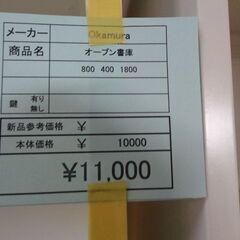 メーカー Okamura
商品名 オープン書庫
800 400 1800
鍵 有り 無し
新品参考価格 ¥
本体価格 ¥ 10000
¥11,000